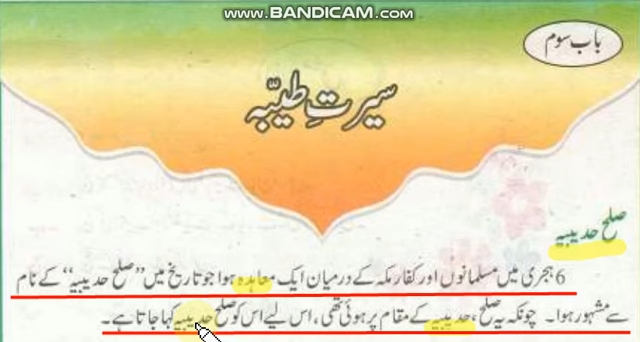 www.BANDICAM.com
باب سوم
سیرتِ طیبّہ
صلح حدیبیہ
6 ہجری میں مسلمانوں اور کفار مکہ کے درمیان ایک معاہدہ ہوا جو تاریخ میں ”صلح حدیبیہ“ کے نام
سے مشہور ہوا۔ چونکہ یہ صلح، حدیبیہ کے مقام پر ہوئی تھی، اس لیے اس کو صلح حدیبیہ کہا جاتا ہے۔